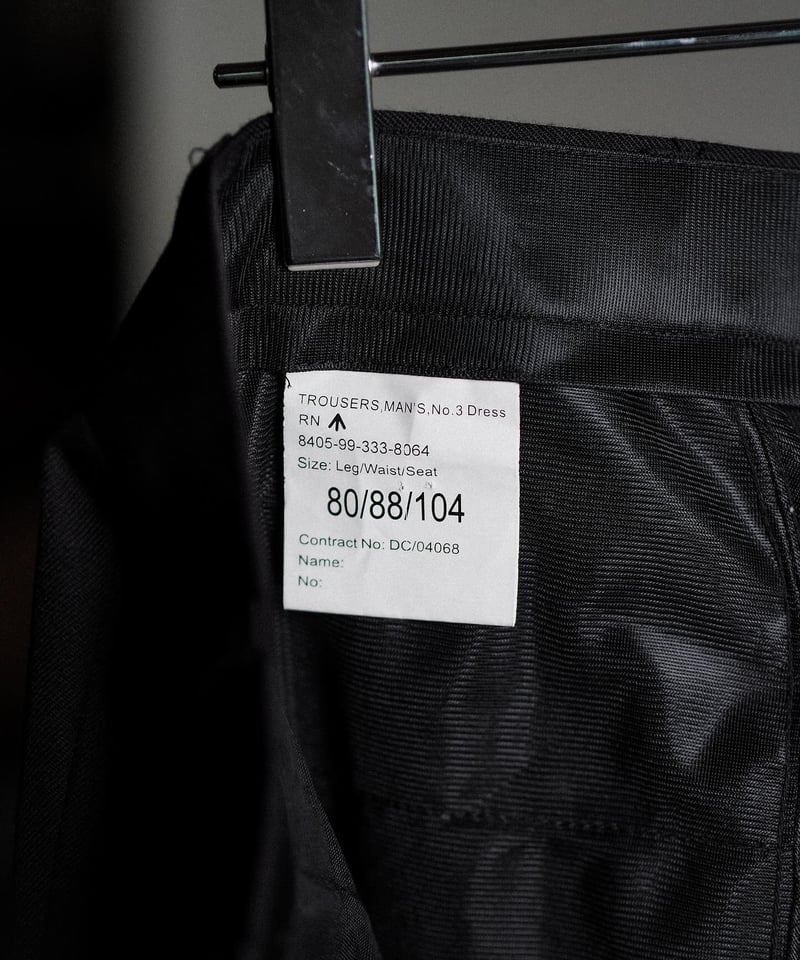 TROUSERS,MAN'S,No.3 Dress
RN
8405-99-333-8064
Size: Leg/Waist/Seat
80/88/104
Contract No: DC/04068
Name:
No: